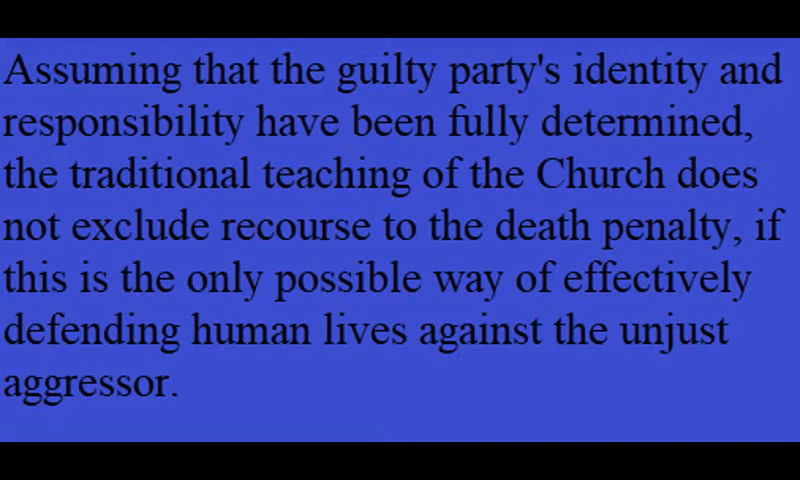 Assuming that the guilty party's identity and
responsibility have been fully determined,
the traditional teaching of the Church does
not exclude recourse to the death penalty, if
this is the only possible way of effectively
defending human lives against the unjust
aggressor.